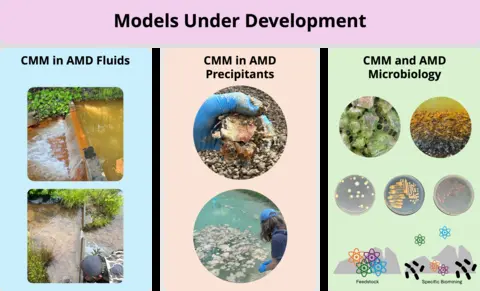 Models Under Development
CMM in AMD Fluids
CMM in AMD
Precipitants
CMM and AMD
Microbiology
Feedstock
Specific Biomining